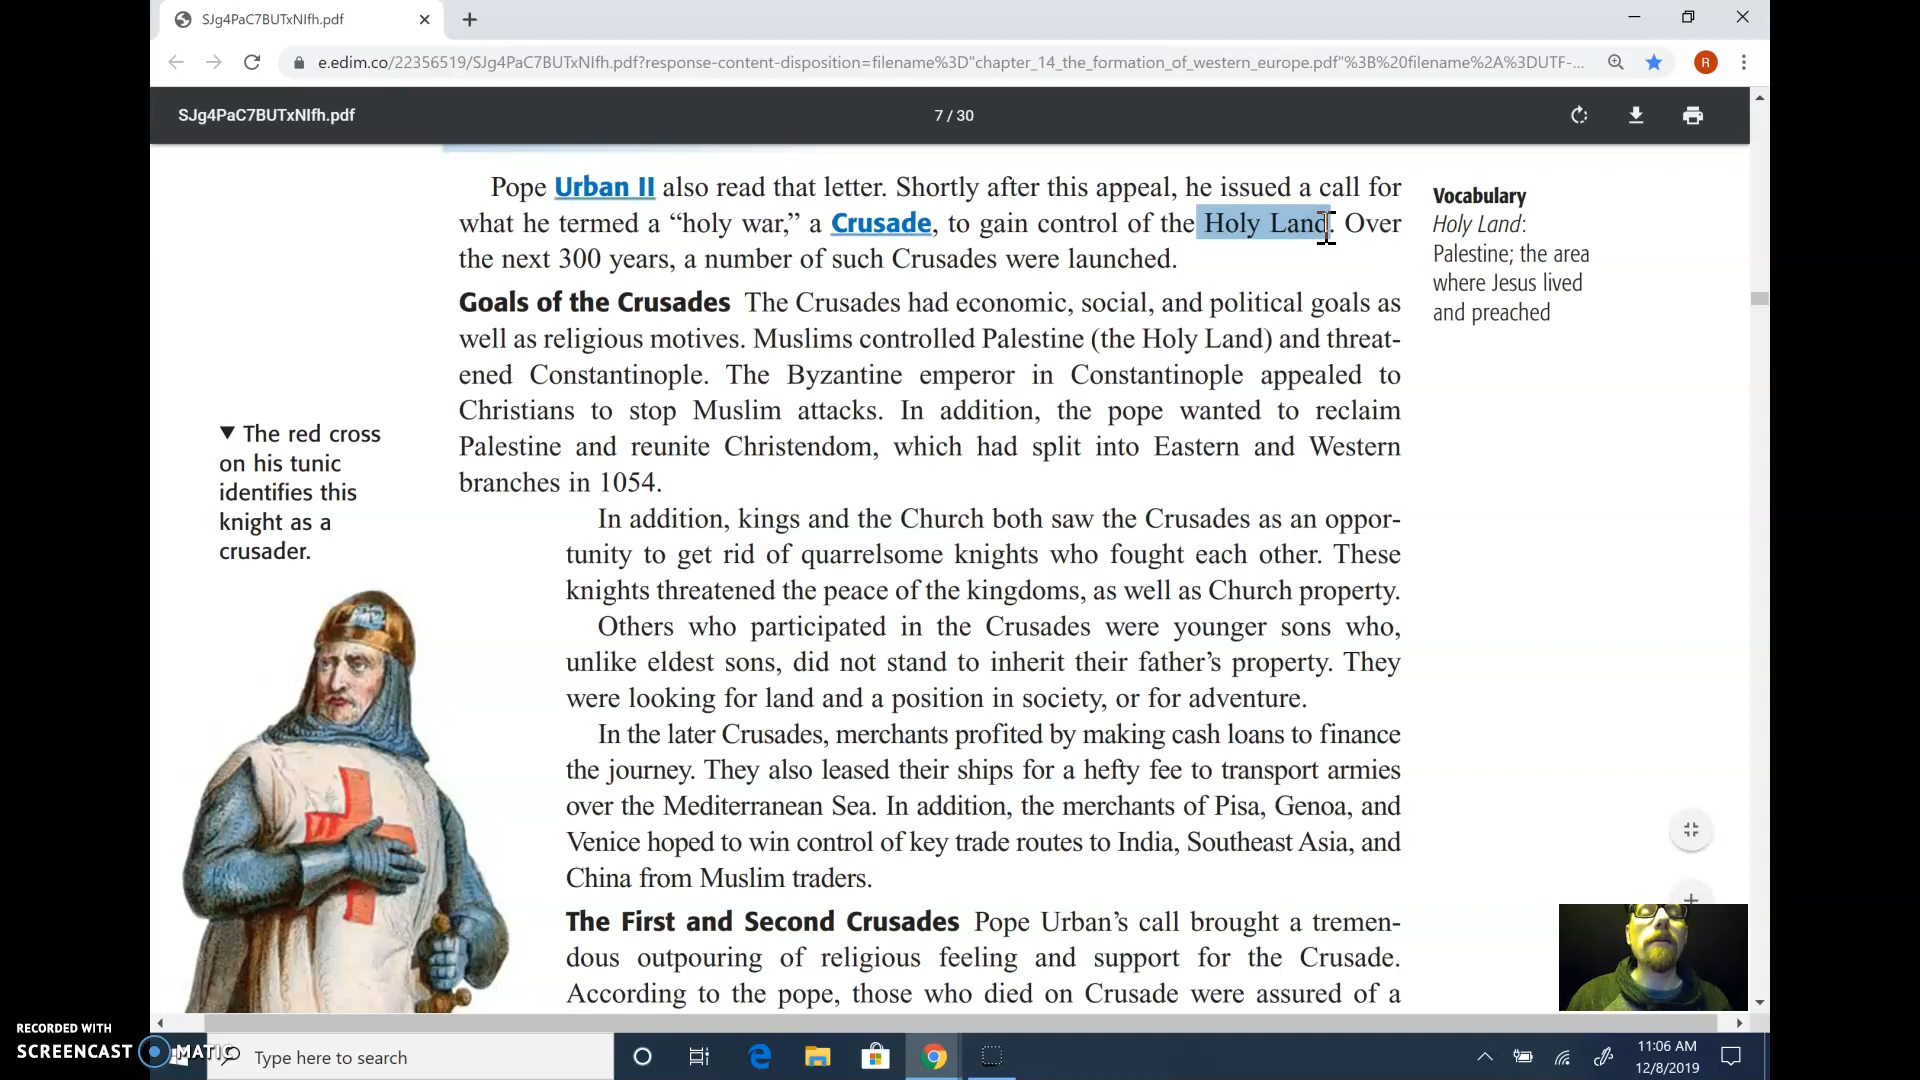 SJg4PaC7BUTxNIfh.pdf
e.edim.co/22356519/SJg4PaC7BUTxNIfh.pdf?response-content-disposition=filename%3D"chapter_14_the_formation_of_western_europe.pdf"%3B%20filename%2A%3DUTF-...
R
SJg4PaC7BUTxNIfh.pdf
7 / 30
Pope Urban II also read that letter. Shortly after this appeal, he issued a call for
what he termed a “holy war,” a Crusade, to gain control of the Holy Land. Over
the next 300 years, a number of such Crusades were launched.
Vocabulary
Holy Land:
Palestine; the area
where Jesus lived
and preached
Goals of the Crusades The Crusades had economic, social, and political goals as
well as religious motives. Muslims controlled Palestine (the Holy Land) and threat-
ened Constantinople. The Byzantine emperor in Constantinople appealed to
Christians to stop Muslim attacks. In addition, the pope wanted to reclaim
Palestine and reunite Christendom, which had split into Eastern and Western
branches in 1054.
▼ The red cross
on his tunic
identifies this
knight as a
crusader.
In addition, kings and the Church both saw the Crusades as an oppor-
tunity to get rid of quarrelsome knights who fought each other. These
knights threatened the peace of the kingdoms, as well as Church property.
Others who participated in the Crusades were younger sons who,
unlike eldest sons, did not stand to inherit their father’s property. They
were looking for land and a position in society, or for adventure.
In the later Crusades, merchants profited by making cash loans to finance
the journey. They also leased their ships for a hefty fee to transport armies
over the Mediterranean Sea. In addition, the merchants of Pisa, Genoa, and
Venice hoped to win control of key trade routes to India, Southeast Asia, and
China from Muslim traders.
The First and Second Crusades Pope Urban’s call brought a tremen-
dous outpouring of religious feeling and support for the Crusade.
According to the pope, those who died on Crusade were assured of a
RECORDED WITH
SCREENCAST MATIC
Type here to search
11:06 AM
12/8/2019